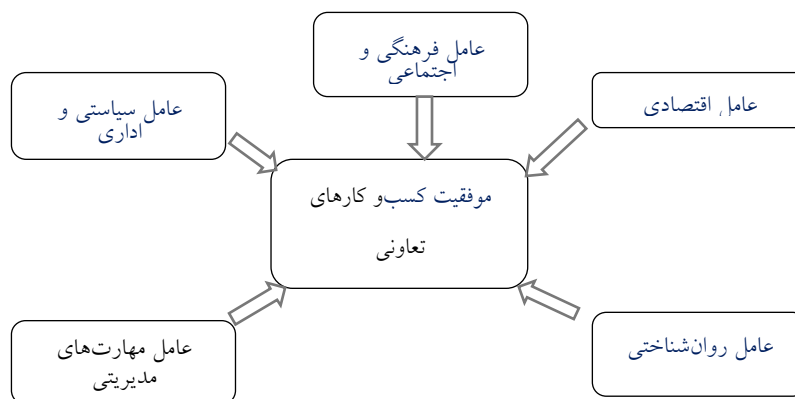 عامل فرهنگی و
اجتماعی
عامل اقتصادی
عامل سیاستی و
اداری
موفقیت کسب‌و کارهای
تعاونی
عامل روان‌شناختی
عامل مهارت‌های
مدیریتی